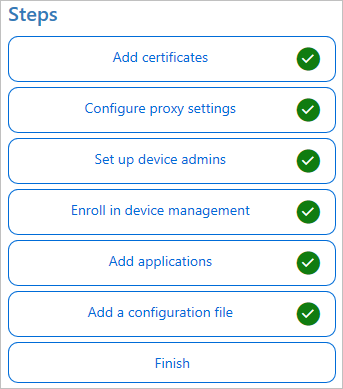 Steps
Add certificates
Configure proxy settings
Set up device admins
Enroll in device management
Add applications
Add a configuration file
Finish